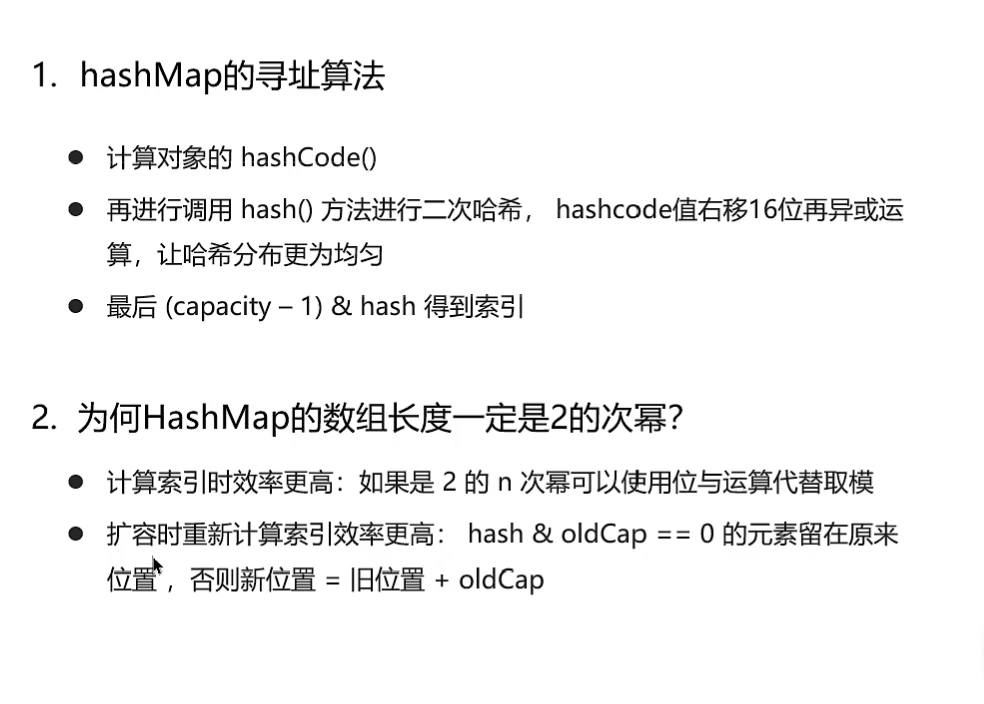 1. hashMap的寻址算法
● 计算对象的 hashCode()
● 再进行调用 hash() 方法进行二次哈希， hashcode值右移16位再异或运
算，让哈希分布更为均匀
● 最后 (capacity – 1) & hash 得到索引
2. 为何HashMap的数组长度一定是2的次幂？
● 计算索引时效率更高：如果是 2 的 n 次幂可以使用位与运算代替取模
● 扩容时重新计算索引效率更高： hash & oldCap == 0 的元素留在原来
位置 ，否则新位置 = 旧位置 + oldCap